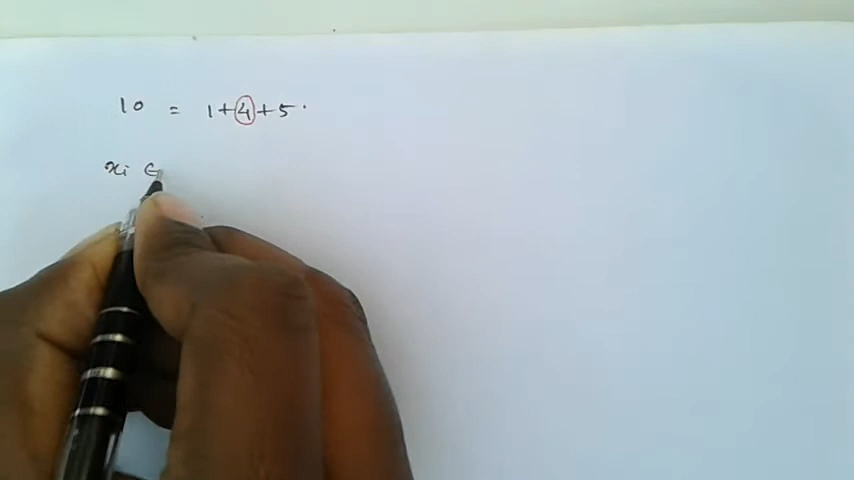 10 = 1+4+5.
xi ∈